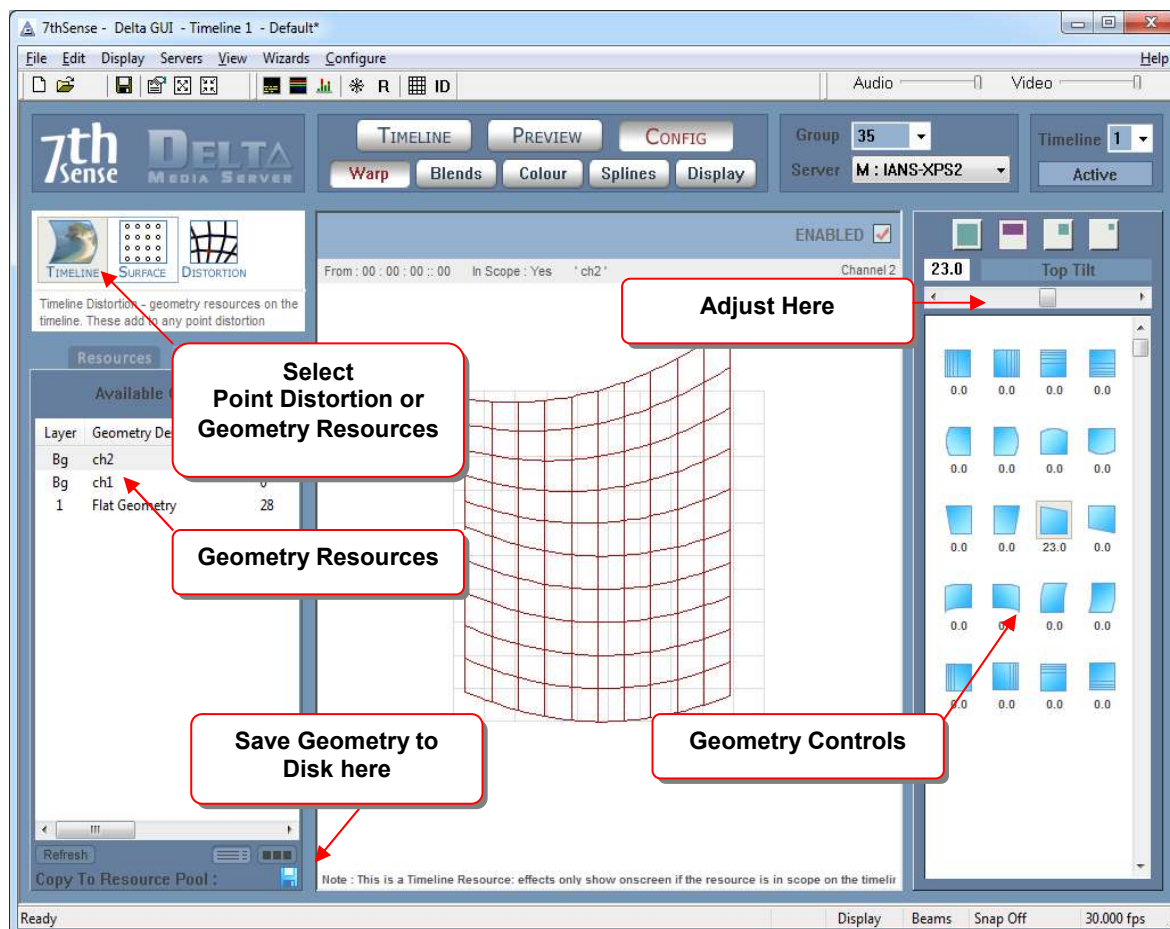 7thSense - Delta GUI - Timeline 1 - Default*
File Edit Display Servers View Wizards Configure Help
R ID Audio Video
7th Sense
DELTA
MEDIA SERVER
TIMELINE PREVIEW CONFIG
Warp Blends Colour Splines Display
Group 35
Server M : IANS-XPS2
Timeline 1
Active
TIMELINE SURFACE DISTORTION
Timeline Distortion - geometry resources on the
timeline. These add to any point distortion
Resources
Available
Layer Geometry
Bg ch2
Bg ch1 0
1 Flat Geometry 28
Refresh
Copy To Resource Pool :
ENABLED
From : 00 : 00 : 00 :: 00 In Scope : Yes ' ch2 ' Channel 2
Select
Point Distortion or
Geometry Resources
Geometry Resources
Save Geometry to
Disk here
Adjust Here
Geometry Controls
Note : This is a Timeline Resource: effects only show onscreen if the resource is in scope on the
23.0 Top Tilt
0.0 0.0 0.0 0.0
0.0 0.0 0.0 0.0
0.0 0.0 23.0 0.0
0.0 0.0 0.0
0.0 0.0 0.0 0.0
Ready Display Beams Snap Off 30.000 fps